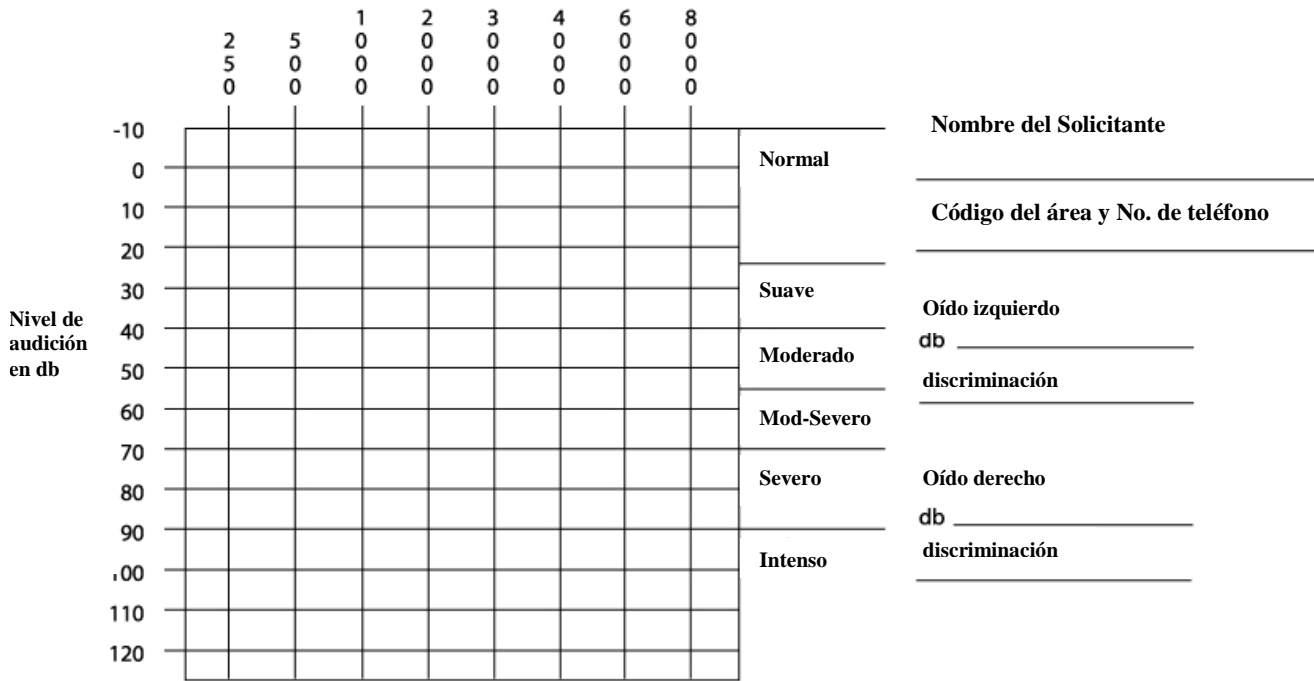 250
500
1000
2000
3000
4000
6000
8000
Nivel de
audición
en db
-10
0
10
20
30
40
50
60
70
80
90
100
110
120
Normal
Suave
Moderado
Mod-Severo
Severo
Intenso
Nombre del Solicitante
Código del área y No. de teléfono
Oído izquierdo
db
discriminación
Oído derecho
db
discriminación